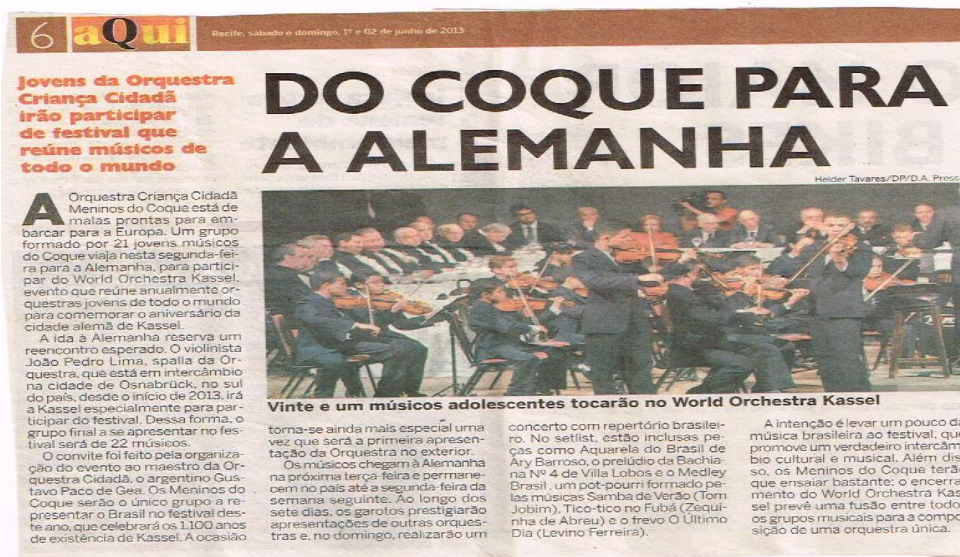 6 aQui Recife, sábado e domingo, 1º e 02 de junho de 2013
Jovens da Orquestra
Criança Cidadã
irão participar
de festival que
reúne músicos de
todo o mundo
DO COQUE PARA
A ALEMANHA
Helder Tavares/DP/D.A. Press
A Orquestra Criança Cidadã
Meninos do Coque está de
malas prontas para em-
barcar para a Europa. Um grupo
formado por 21 jovens músicos
do Coque viaja nesta segunda-fei-
ra para a Alemanha, para partici-
par do World Orchestra Kassel,
evento que reúne anualmente or-
questras jovens de todo o mundo
para comemorar o aniversário da
cidade alemã de Kassel.
A ida à Alemanha reserva um
reencontro esperado. O violinista
João Pedro Lima, spalla da Or-
questra, que está em intercâmbio
na cidade de Osnabrück, no sul
do país, desde o início de 2013, irá
a Kassel especialmente para par-
ticipar do festival. Dessa forma, o
grupo final a se apresentar no fes-
tival será de 22 músicos.
O convite foi feito pela organiza-
ção do evento ao maestro da Or-
questra Cidadã, o argentino Gus-
tavo Paco de Gea. Os Meninos do
Coque serão o único grupo a re-
presentar o Brasil no festival des-
te ano, que celebrará os 1.100 anos
de existência de Kassel. A ocasião
Vinte e um músicos adolescentes tocarão no World Orchestra Kassel
torna-se ainda mais especial uma
vez que será a primeira apresen-
tação da Orquestra no exterior.
Os músicos chegam à Alemanha
na próxima terça-feira e permane-
cem no país até a segunda-feira da
semana seguinte. Ao longo dos
sete dias, os garotos prestigiarão
apresentações de outras orques-
tras e, no domingo, realizarão um
concerto com repertório brasilei-
ro. No setlist, estão inclusas pe-
ças como Aquarela do Brasil de
Ary Barroso, o prelúdio da Bachia-
na Nº 4 de Villa Lobos e o Medley
Brasil, um pot-pourri formado pe-
las músicas Samba de Verão (Tom
Jobim), Tico-tico no Fubá (Zequi-
nha de Abreu) e o frevo O Último
Dia (Levino Ferreira).
A intenção é levar um pouco da
música brasileira ao festival, que
promove um verdadeiro intercâm-
bio cultural e musical. Além dis-
so, os Meninos do Coque terão
que ensaiar bastante: o encerra-
mento do World Orchestra Kas-
sel prevê uma fusão entre todo
os grupos musicais para a compo
sição de uma orquestra única.